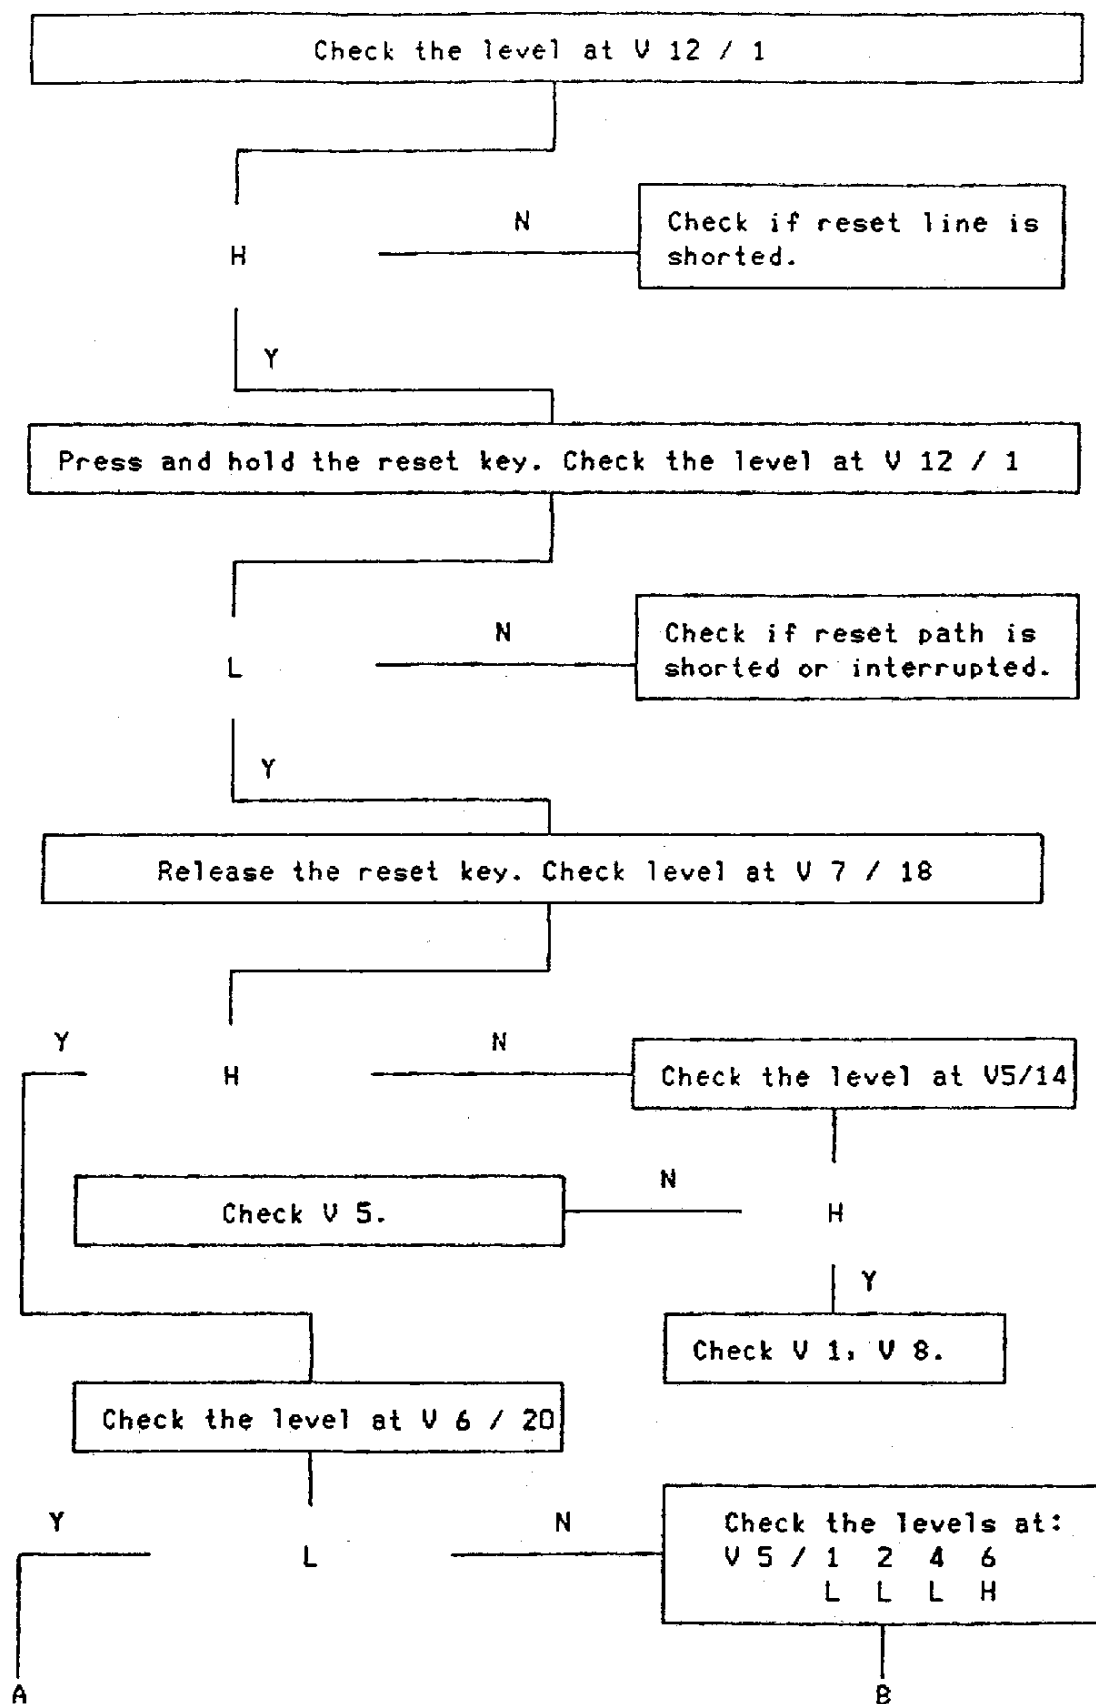 Check the level at V 12 / 1
N
Check if reset line is
H
shorted.
Y
Press and hold the reset key. Check the level at V 12 / 1
N
Check if reset path is
L
shorted or interrupted.
Y
Release the reset key. Check level at V 7 / 18
Y
N
H
Check the level at V5/14
N
Check V 5.
H
Y
Check V 1, V 8.
Check the level at V 6 / 20
Y
N
L
Check the levels at:
V 5 / 1 2 4 6
L L L H
A
B